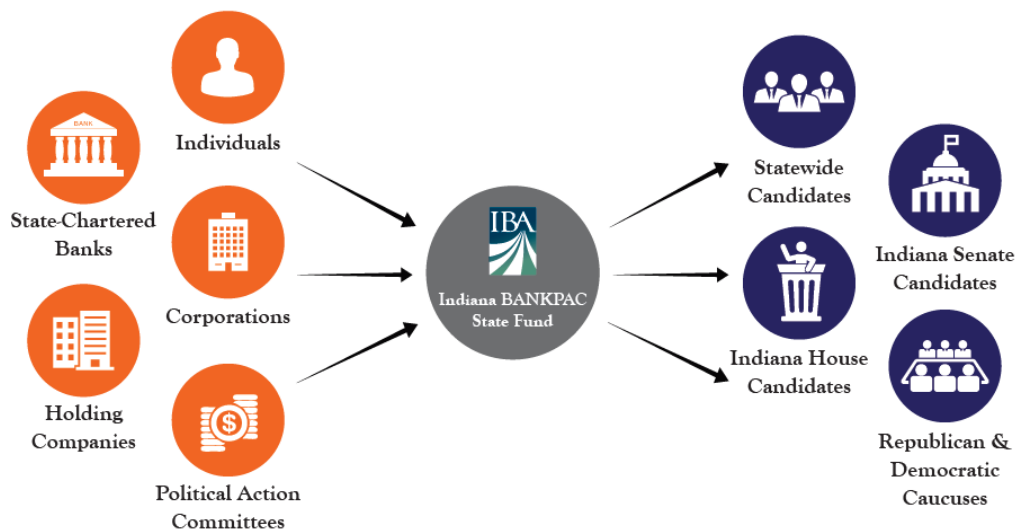 Individuals
BANK
State-Chartered
Banks
Corporations
Holding
Companies
Political Action
Committees
$
IBA
Indiana BANKPAC
State Fund
Statewide
Candidates
Indiana Senate
Candidates
Indiana House
Candidates
Republican &
Democratic
Caucuses